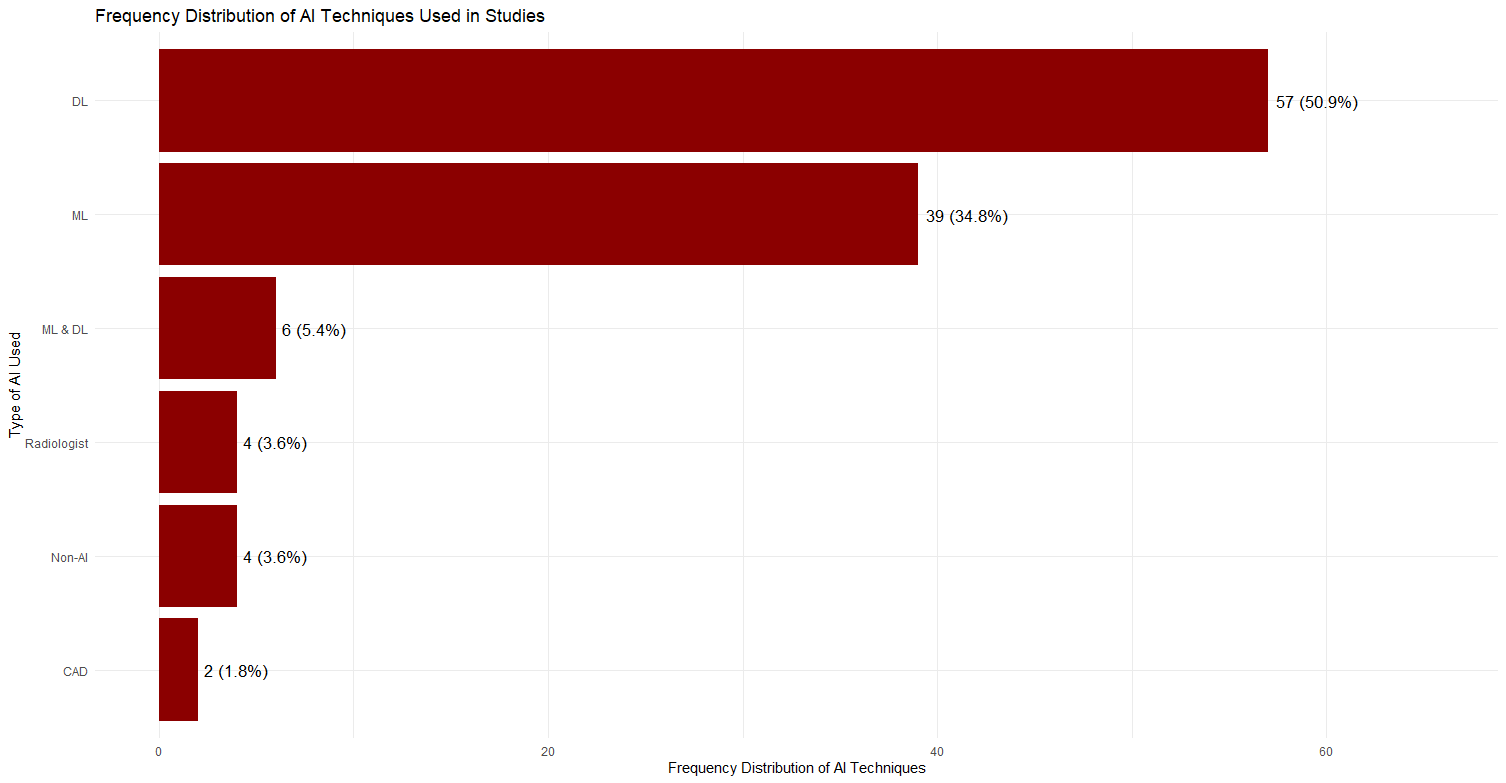 Frequency Distribution of AI Techniques Used in Studies
Type of AI Used
DL
57 (50.9%)
ML
39 (34.8%)
ML & DL
6 (5.4%)
Radiologist
4 (3.6%)
Non-AI
4 (3.6%)
CAD
2 (1.8%)
0
20
40
60
Frequency Distribution of AI Techniques